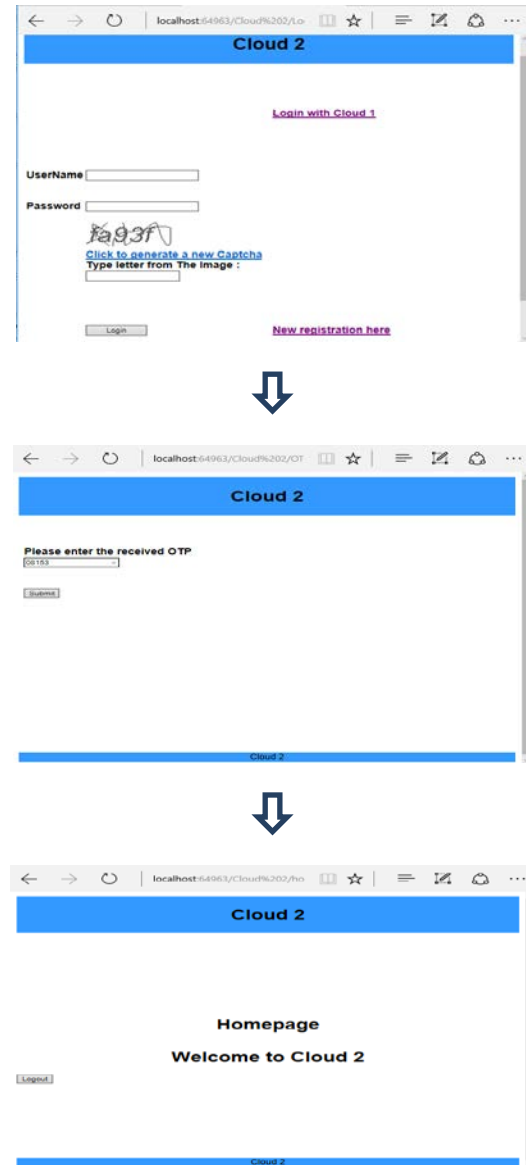 localhost:64963/Cloud%202/Lo
Cloud 2
Login with Cloud 1
UserName
Password
fa93f
Click to generate a new Captcha
Type letter from The Image :
Login
New registration here
localhost:64963/Cloud%202/OT
Cloud 2
Please enter the received OTP
08153
Submit
Cloud 2
localhost:64963/Cloud%202/ho
Cloud 2
Homepage
Welcome to Cloud 2
Logout
Cloud 2